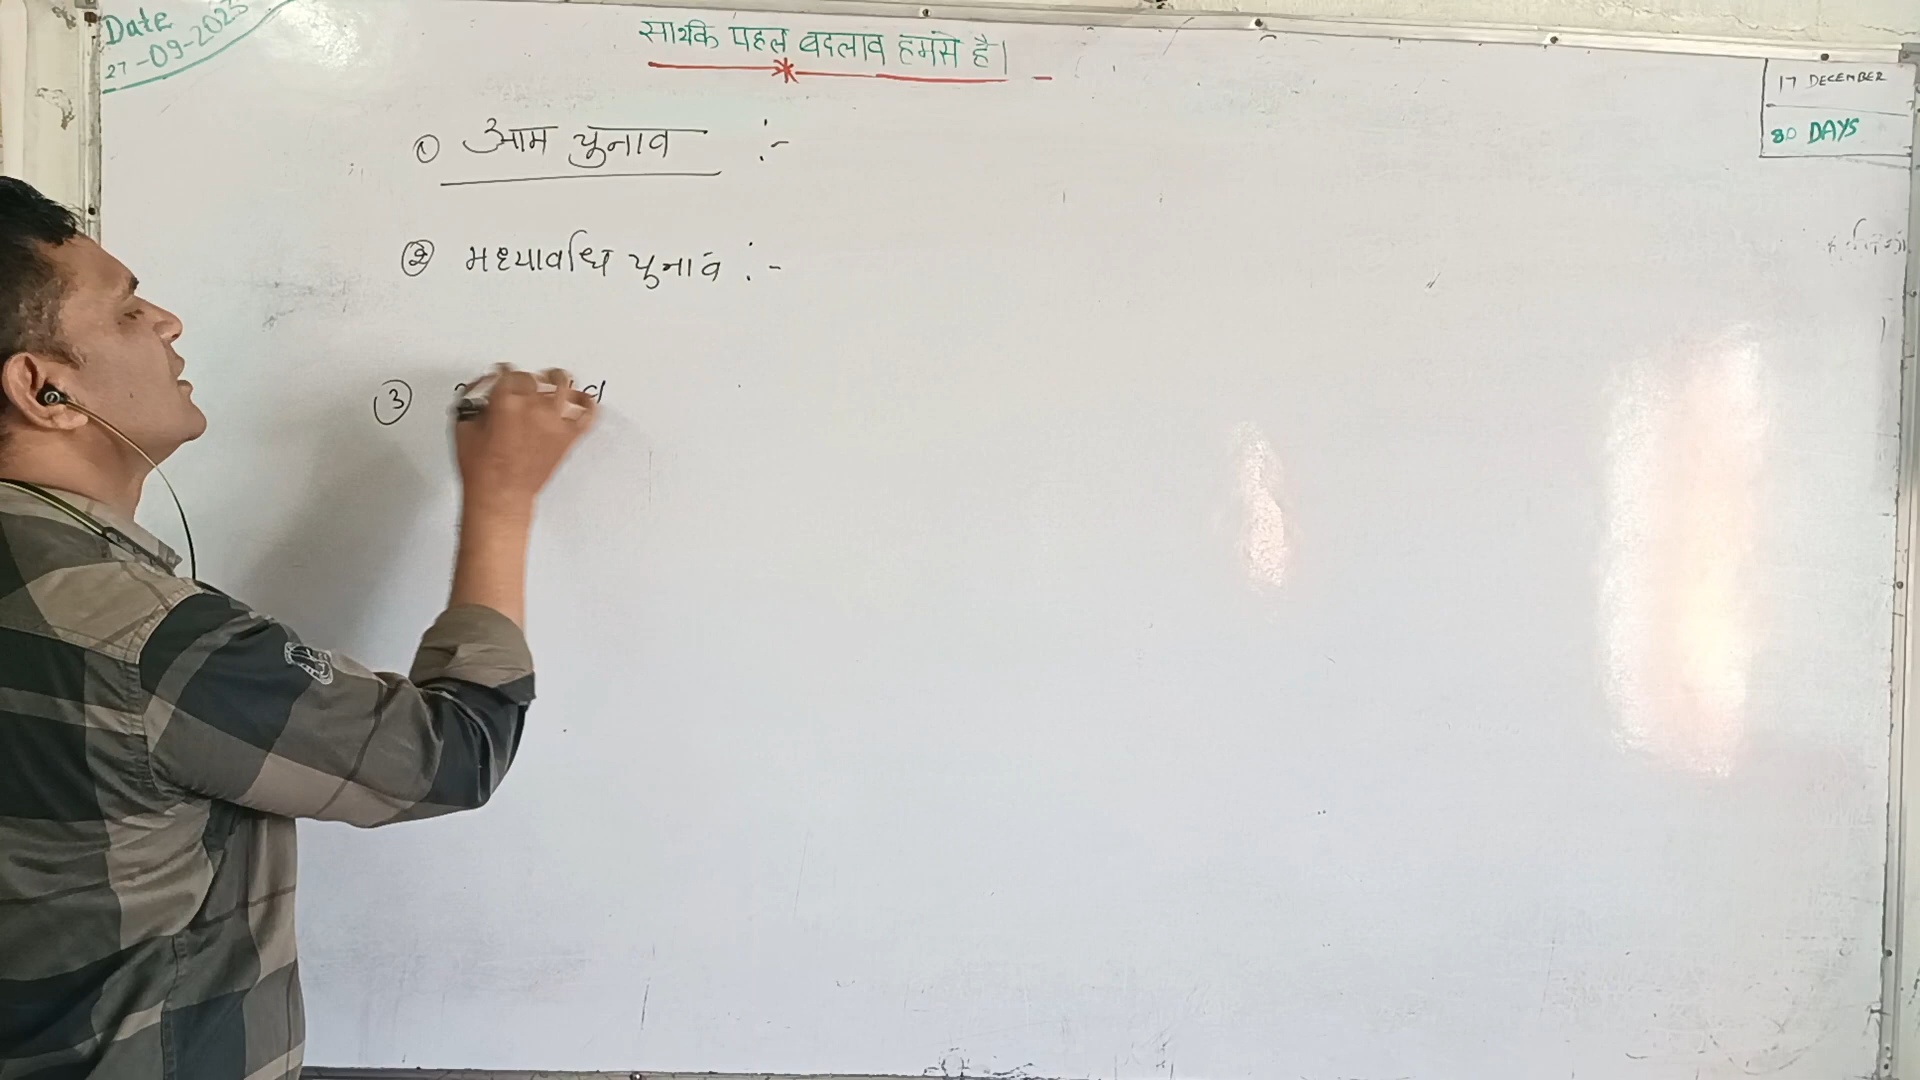 Date
27-09-2023
सार्थक पहल बदलाव हमसे है।
17 DECEMBER
80 DAYS
① आम चुनाव :-
② मध्यावधि चुनाव :-
③